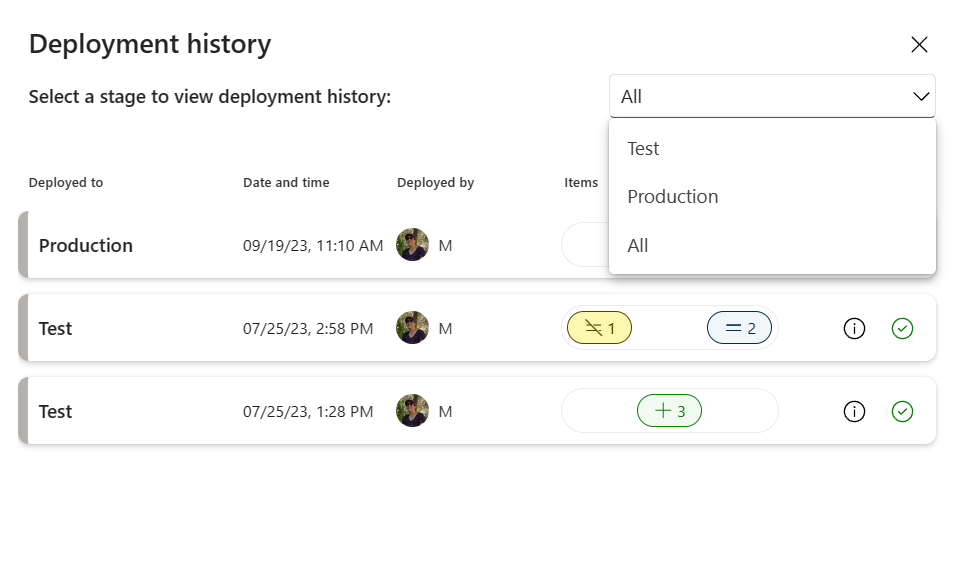 Deployment history
Select a stage to view deployment history:
All
Test
Production
All
Deployed to Date and time Deployed by Items
Production 09/19/23, 11:10 AM M
Test 07/25/23, 2:58 PM M 1 2
Test 07/25/23, 1:28 PM M 3